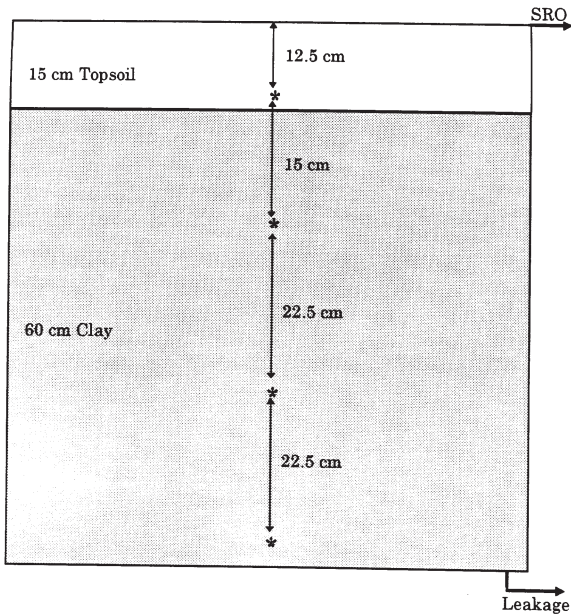 SRO
12.5 cm
15 cm Topsoil
*
15 cm
*
22.5 cm
60 cm Clay
*
22.5 cm
*
Leakage